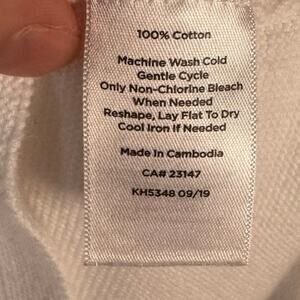 100% Cotton
Machine Wash Cold
Gentle Cycle
Only Non-Chlorine Bleach
When Needed
Reshape, Lay Flat To Dry
Cool Iron If Needed
Made In Cambodia
CA# 23147
KH5348 09/19